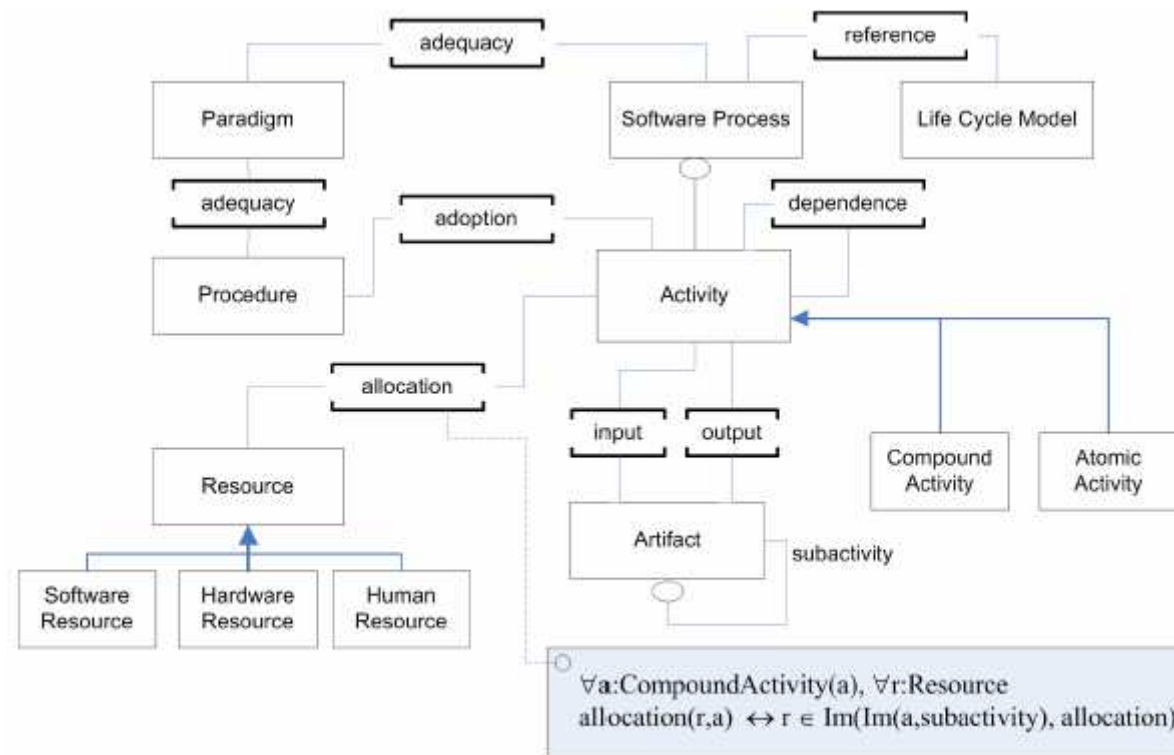 adequacy
reference
Paradigm
Software Process
Life Cycle Model
adequacy
adoption
dependence
Procedure
Activity
allocation
input
output
Compound
Activity
Atomic
Activity
Resource
Artifact
subactivity
Software
Resource
Hardware
Resource
Human
Resource
∀a:CompoundActivity(a), ∀r:Resource
allocation(r,a) ↔ r ∈ Im(Im(a,subactivity), allocation)